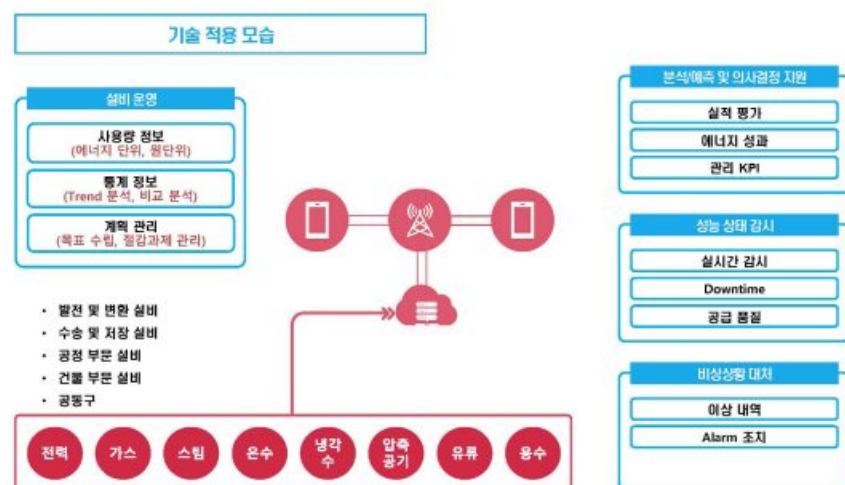 기술 적용 모습
설비 운영
사용량 정보
(에너지 단위, 원단위)
통계 정보
(Trend 분석, 비교 분석)
계획 관리
(목표 수립, 절감과제 관리)
• 발전 및 변환 설비
• 수송 및 저장 설비
• 공정 부문 설비
• 건물 부문 설비
• 공동구
전력
가스
스팀
온수
냉각
수
압축
공기
유류
용수
분석/예측 및 의사결정 지원
실적 평가
에너지 성과
관리 KPI
성능 상태 감시
실시간 감시
Downtime
공급 품질
비상상황 대처
이상 내역
Alarm 조치